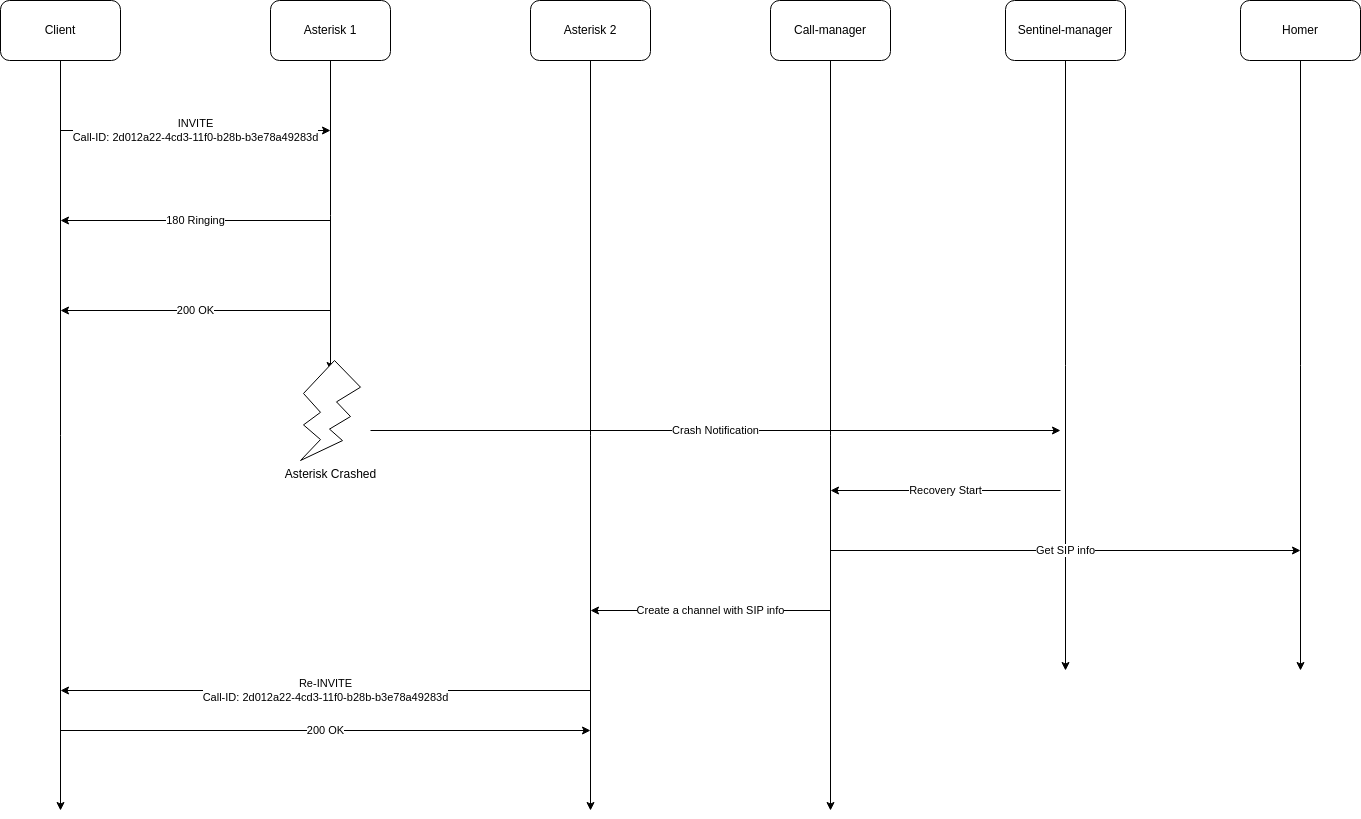 Client
Asterisk 1
Asterisk 2
Call-manager
Sentinel-manager
Homer
INVITE
Call-ID: 2d012a22-4cd3-11f0-b28b-b3e78a49283d
180 Ringing
200 OK
Crash Notification
Asterisk Crashed
Recovery Start
Get SIP info
Create a channel with SIP info
Re-INVITE
Call-ID: 2d012a22-4cd3-11f0-b28b-b3e78a49283d
200 OK